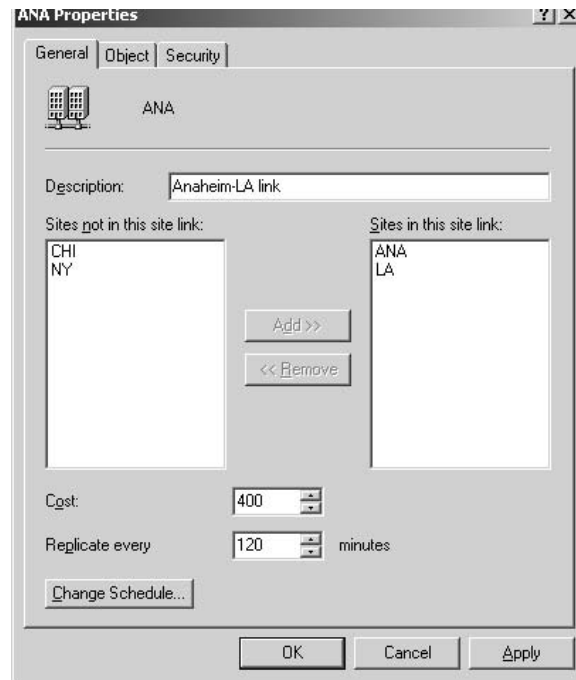 ANA Properties
General Object Security
ANA
Description: Anaheim-LA link
Sites not in this site link:
CHI
NY
Add >>
<< Remove
Sites in this site link:
ANA
LA
Cost: 400
Replicate every 120 minutes
Change Schedule...
OK Cancel Apply